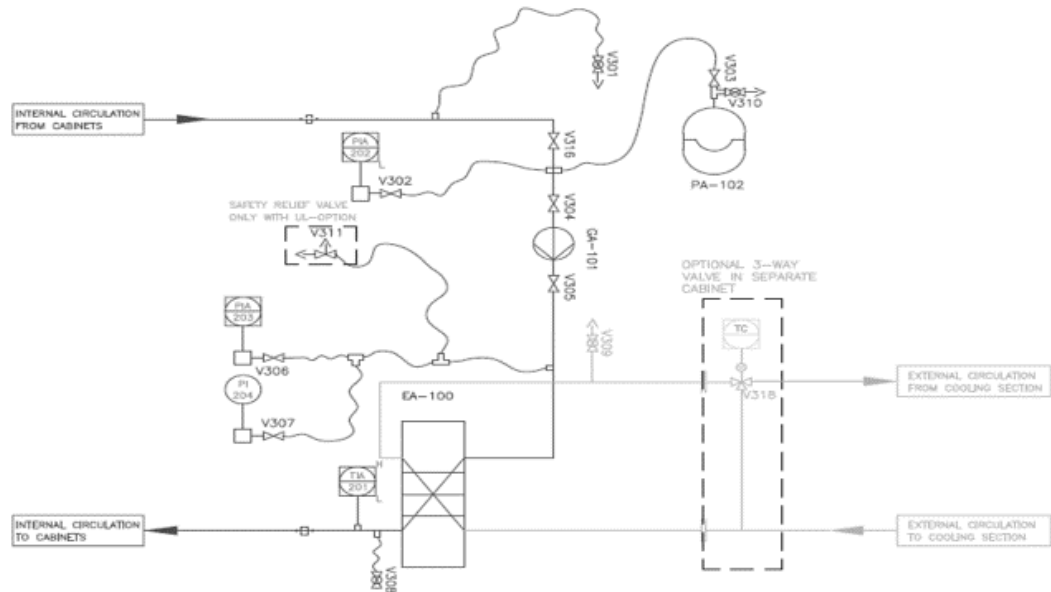 V301
V303
V310
INTERNAL CIRCULATION
FROM CABINETS
PIA
202
L
V302
V316
PA-102
SAFETY RELIEF VALVE
ONLY WITH UL-OPTION
V311
V304
GA-101
V305
OPTIONAL 3-WAY
VALVE IN SEPARATE
CABINET
PIA
203
V306
V309
TC
V318
EXTERNAL CIRCULATION
FROM COOLING SECTION
PI
204
V307
EA-100
H
TIA
201
L
INTERNAL CIRCULATION
TO CABINETS
V308
EXTERNAL CIRCULATION
TO COOLING SECTION